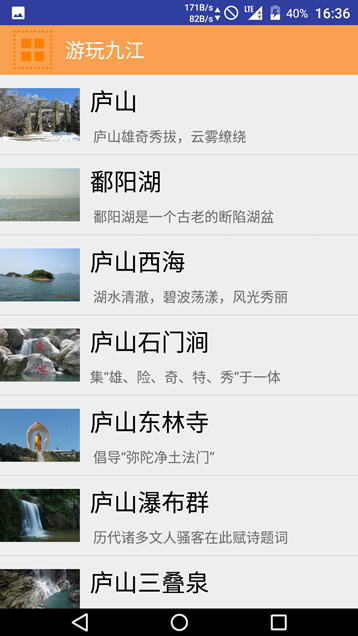 171B/s
82B/s
LTE
40%
16:36
游玩九江
庐山
庐山雄奇秀拔，云雾缭绕
鄱阳湖
鄱阳湖是一个古老的断陷湖盆
庐山西海
湖水清澈，碧波荡漾，风光秀丽
庐山石门涧
集“雄、险、奇、特、秀”于一体
庐山东林寺
倡导“弥陀净土法门”
庐山瀑布群
历代诸多文人骚客在此赋诗题词
庐山三叠泉